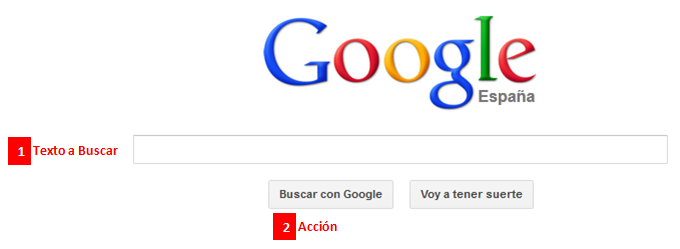 Google
España
1 Texto a Buscar
Buscar con Google Voy a tener suerte
2 Acción